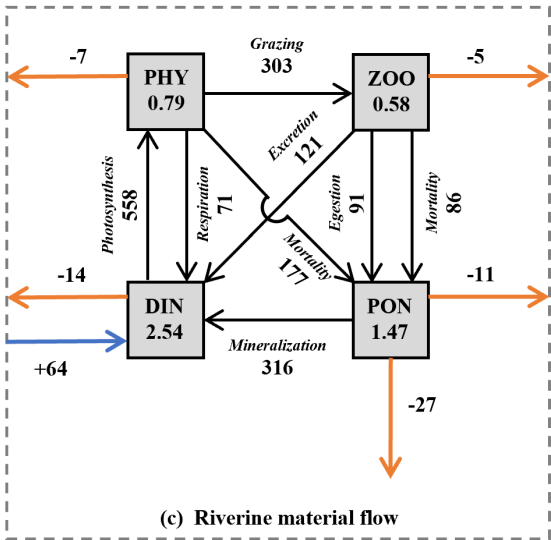 Grazing
303
-7
PHY
0.79
ZOO
0.58
-5
Photosynthesis
558
Respiration
71
Excretion
121
Egestion
91
Mortality
86
Mortality
177
-14
DIN
2.54
PON
1.47
-11
+64
Mineralization
316
-27
(c) Riverine material flow